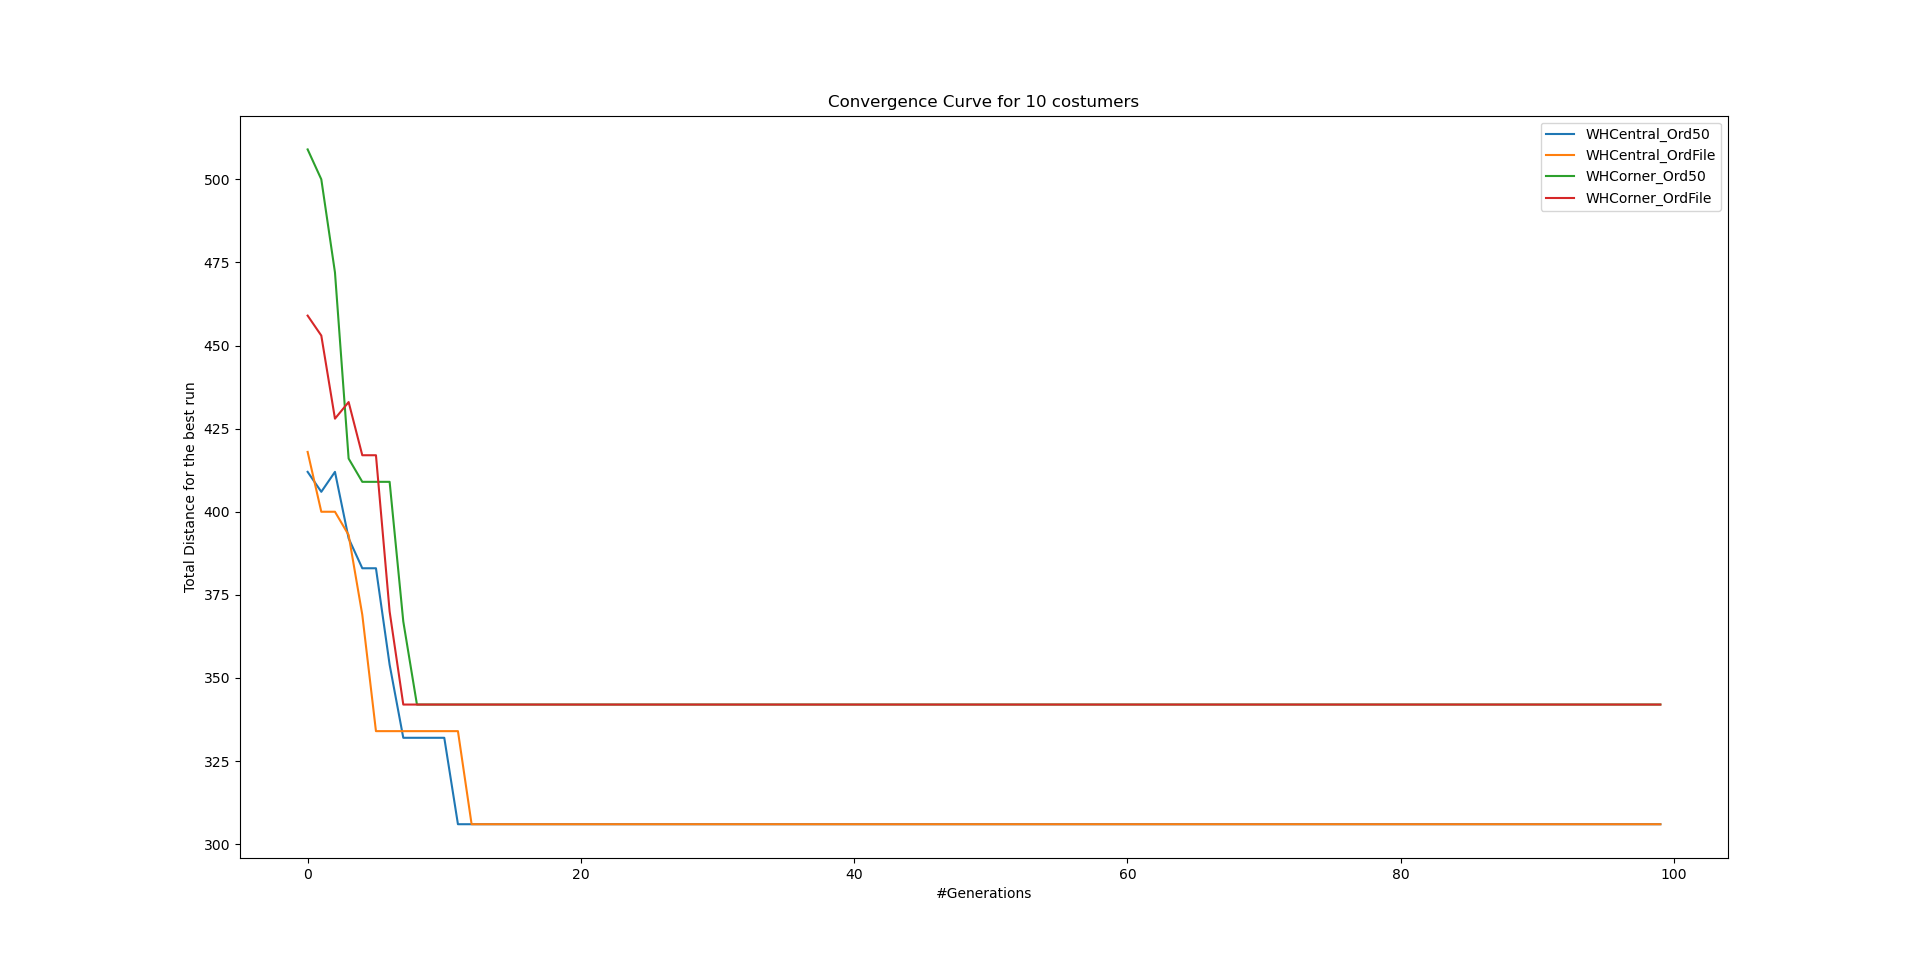 Convergence Curve for 10 costumers
WHCentral_Ord50
WHCentral_OrdFile
WHCorner_Ord50
WHCorner_OrdFile
Total Distance for the best run
500
475
450
425
400
375
350
325
300
0 20 40 60 80 100
#Generations